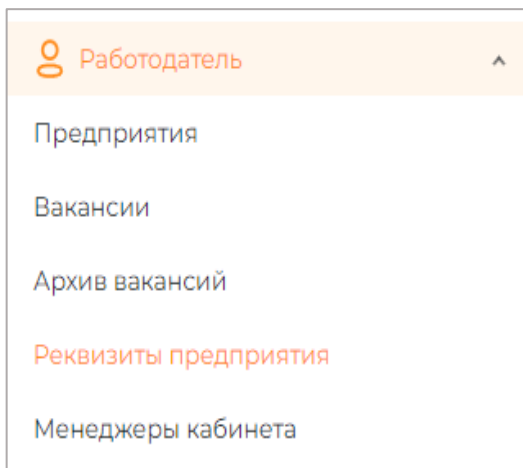 Работодатель
Предприятия
Вакансии
Архив вакансий
Реквизиты предприятия
Менеджеры кабинета